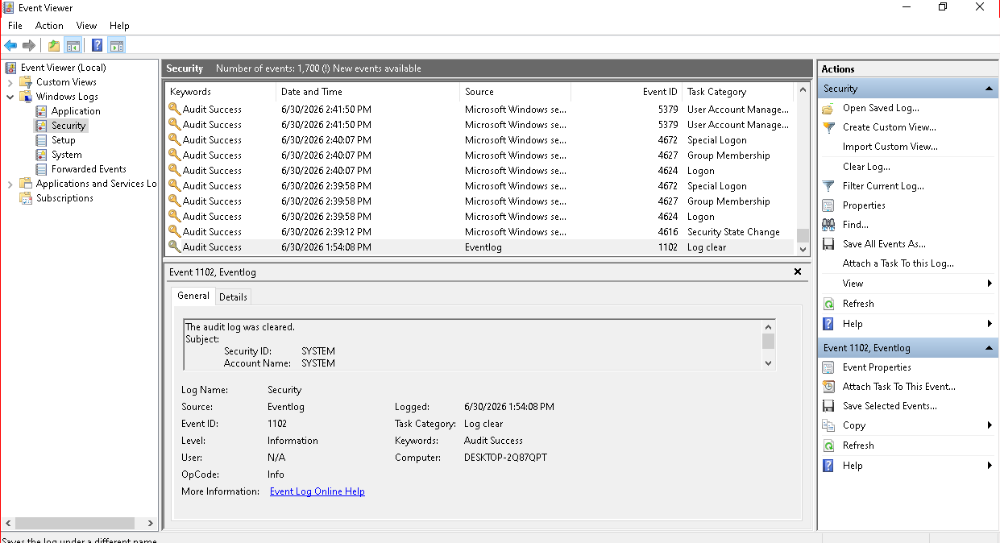 Event Viewer
File Action View Help
Event Viewer (Local)
Custom Views
Windows Logs
Application
Security
Setup
System
Forwarded Events
Applications and Services Lo
Subscriptions
Security Number of events: 1,700 (!) New events available
Keywords Date and Time Source Event ID Task Category
Audit Success 6/30/2026 2:41:50 PM Microsoft Windows se... 5379 User Account Manage...
Audit Success 6/30/2026 2:41:50 PM Microsoft Windows se... 5379 User Account Manage...
Audit Success 6/30/2026 2:40:07 PM Microsoft Windows se... 4672 Special Logon
Audit Success 6/30/2026 2:40:07 PM Microsoft Windows se... 4627 Group Membership
Audit Success 6/30/2026 2:40:07 PM Microsoft Windows se... 4624 Logon
Audit Success 6/30/2026 2:39:58 PM Microsoft Windows se... 4672 Special Logon
Audit Success 6/30/2026 2:39:58 PM Microsoft Windows se... 4627 Group Membership
Audit Success 6/30/2026 2:39:58 PM Microsoft Windows se... 4624 Logon
Audit Success 6/30/2026 2:39:12 PM Microsoft Windows se... 4616 Security State Change
Audit Success 6/30/2026 1:54:08 PM Eventlog 1102 Log clear
Event 1102, Eventlog
General Details
The audit log was cleared.
Subject:
Security ID: SYSTEM
Account Name: SYSTEM
Log Name: Security
Source: Eventlog Logged: 6/30/2026 1:54:08 PM
Event ID: 1102 Task Category: Log clear
Level: Information Keywords: Audit Success
User: N/A Computer: DESKTOP-2Q87QPT
OpCode: Info
More Information: Event Log Online Help
Actions
Security
Open Saved Log...
Create Custom View...
Import Custom View...
Clear Log...
Filter Current Log...
Properties
Find...
Save All Events As...
Attach a Task To this Log...
View
Refresh
Help
Event 1102, Eventlog
Event Properties
Attach Task To This Event...
Save Selected Events...
Copy
Refresh
Help
Saves the log under a different name